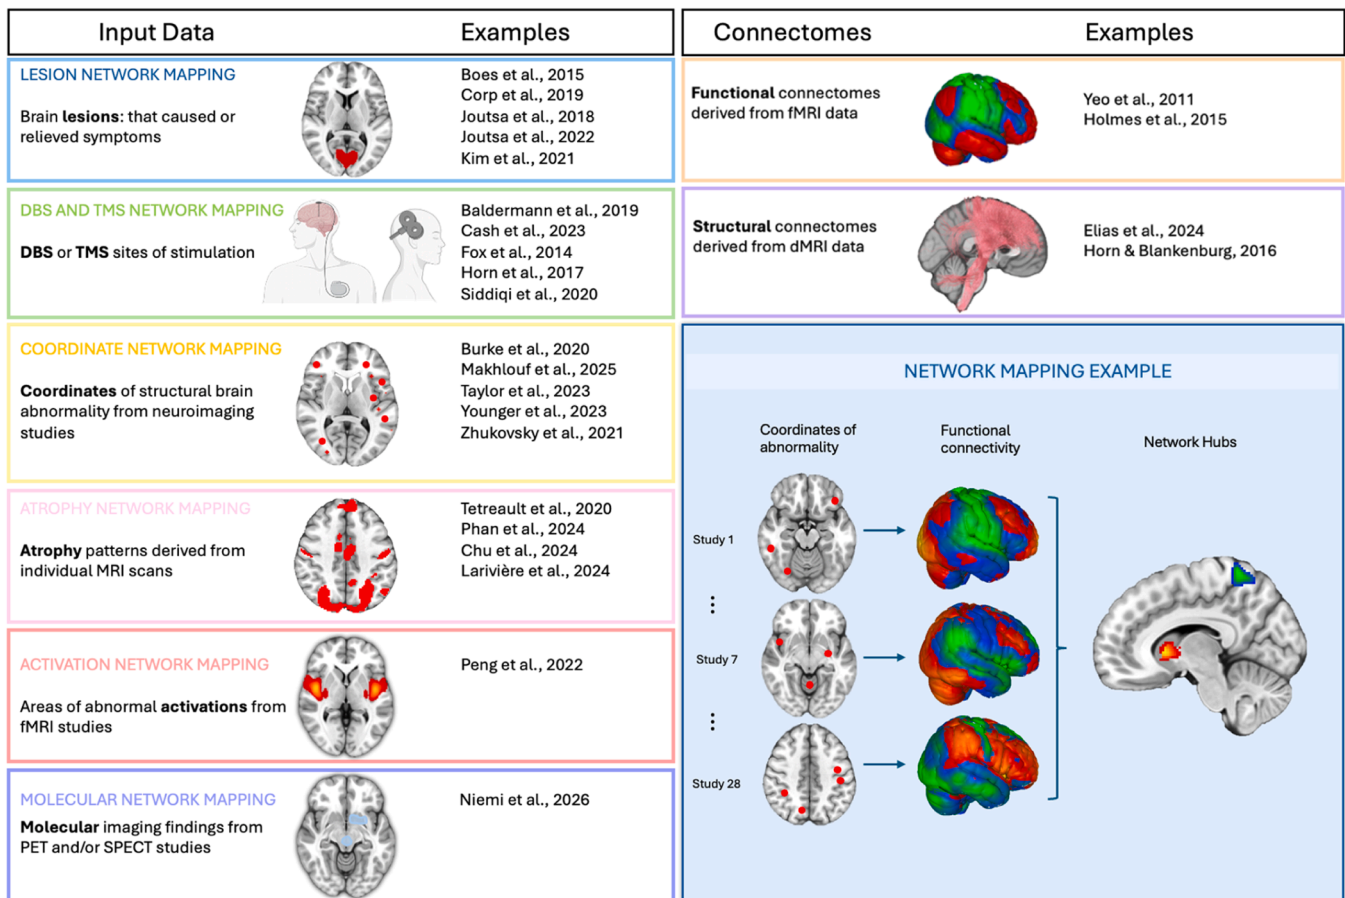 Input Data
Examples
LESION NETWORK MAPPING
Brain lesions: that caused or
relieved symptoms
Boes et al., 2015
Corp et al., 2019
Joutsa et al., 2018
Joutsa et al., 2022
Kim et al., 2021
DBS AND TMS NETWORK MAPPING
DBS or TMS sites of stimulation
Baldermann et al., 2019
Cash et al., 2023
Fox et al., 2014
Horn et al., 2017
Siddiqi et al., 2020
COORDINATE NETWORK MAPPING
Coordinates of structural brain
abnormality from neuroimaging
studies
Burke et al., 2020
Makhlouf et al., 2025
Taylor et al., 2023
Younger et al., 2023
Zhukovsky et al., 2021
ATROPHY NETWORK MAPPING
Atrophy patterns derived from
individual MRI scans
Tetreault et al., 2020
Phan et al., 2024
Chu et al., 2024
Larivière et al., 2024
ACTIVATION NETWORK MAPPING
Areas of abnormal activations from
fMRI studies
Peng et al., 2022
MOLECULAR NETWORK MAPPING
Molecular imaging findings from
PET and/or SPECT studies
Niemi et al., 2026
Connectomes
Examples
Functional connectomes
derived from fMRI data
Yeo et al., 2011
Holmes et al., 2015
Structural connectomes
derived from dMRI data
Elias et al., 2024
Horn & Blankenburg, 2016
NETWORK MAPPING EXAMPLE
Coordinates of
abnormality
Functional
connectivity
Network Hubs
Study 1
Study 7
Study 28